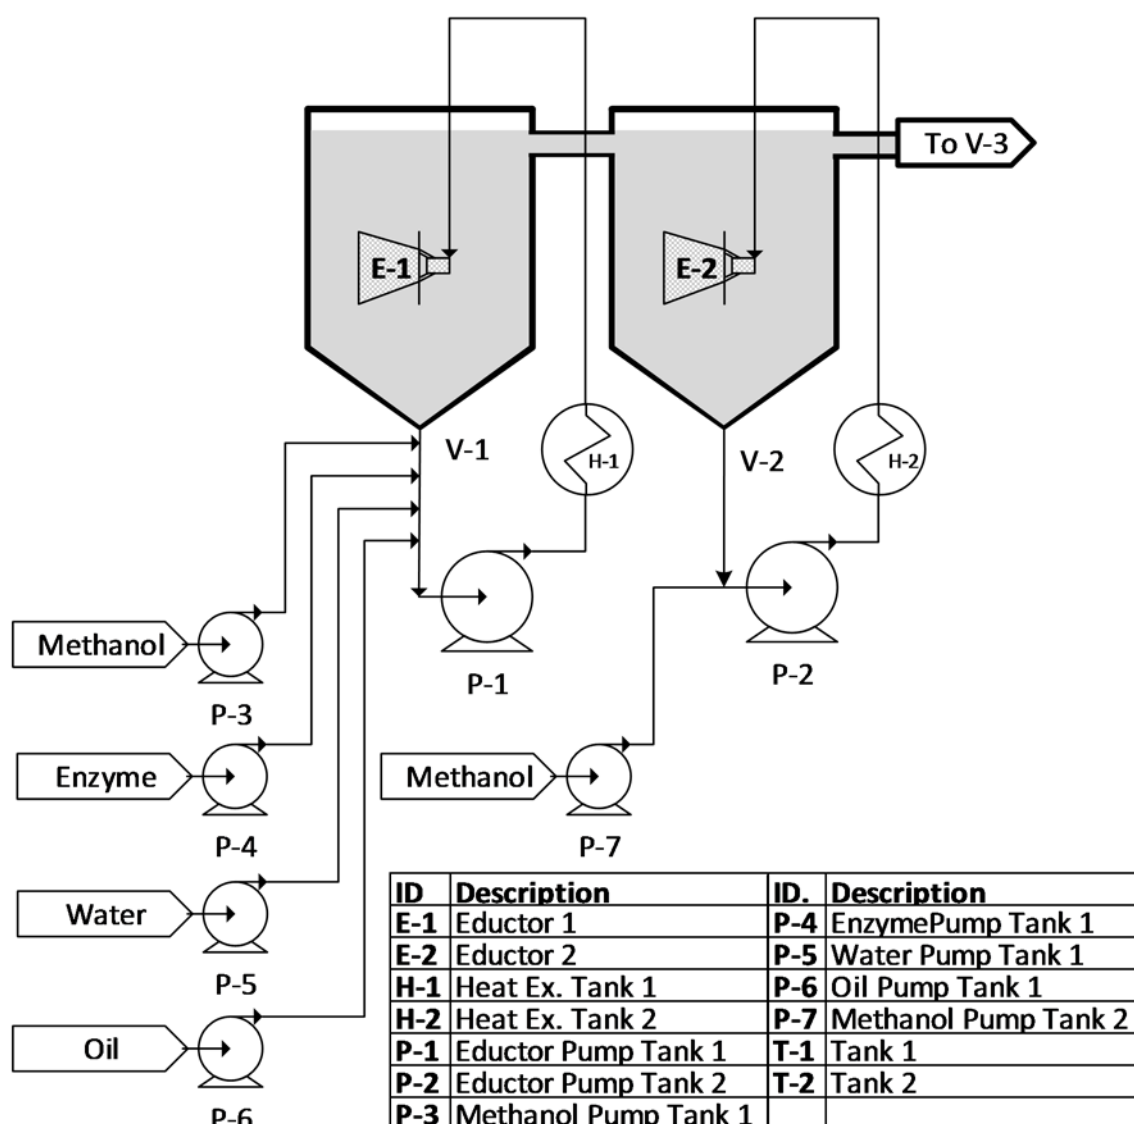 To V-3
E-1
E-2
V-1
H-1
V-2
H-2
P-1
P-2
Methanol
P-3
Enzyme
P-4
Methanol
P-7
Water
P-5
Oil
P-6
ID Description ID. Description
E-1 Eductor 1 P-4 EnzymePump Tank 1
E-2 Eductor 2 P-5 Water Pump Tank 1
H-1 Heat Ex. Tank 1 P-6 Oil Pump Tank 1
H-2 Heat Ex. Tank 2 P-7 Methanol Pump Tank 2
P-1 Eductor Pump Tank 1 T-1 Tank 1
P-2 Eductor Pump Tank 2 T-2 Tank 2
P-3 Methanol Pump Tank 1